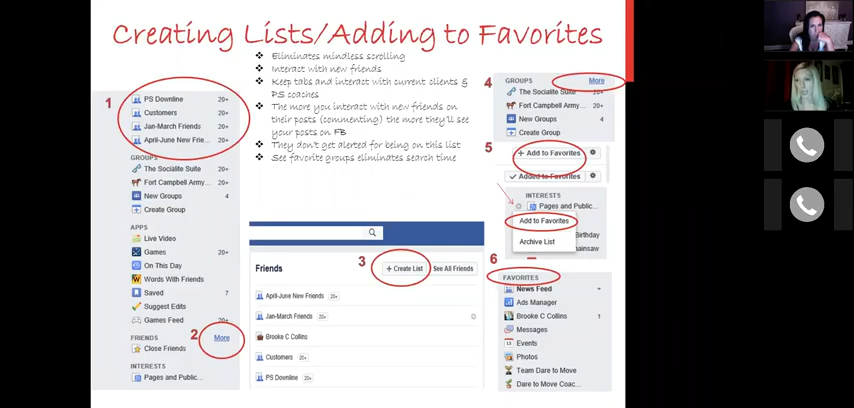 Creating Lists/Adding to Favorites
Eliminates mindless scrolling
Interact with new friends
Keep tabs and interact with current clients &
PS coaches
The more you interact with new friends on
their posts (commenting) the more they'll see
your posts on FB
They don't get alerted for being on this list
See favorite groups eliminates search time
1
PS Downline 20+
Customers 20+
Jan-March Friends 20+
April-June New Frie... 20+
GROUPS
The Socialite Suite 20+
Fort Campbell Army... 20+
New Groups 4
Create Group
APPS
Live Video
Games 20+
On This Day
Words With Friends
Saved 7
Suggest Edits
Games Feed 20+
FRIENDS
2
More
Close Friends
INTERESTS
Pages and Public...
Friends
3
+ Create List
See All Friends
April-June New Friends 20+
Jan-March Friends 20+
Brooke C Collins
Customers 20+
PS Downline 20+
4
GROUPS
More
The Socialite Suite 20+
Fort Campbell Army... 20+
New Groups 4
Create Group
5
+ Add to Favorites
Added to Favorites
INTERESTS
Pages and Public...
Add to Favorites
Birthday
Archive List
hainsaw
6
FAVORITES
News Feed
Ads Manager
Brooke C Collins 1
Messages
Events
Photos
Team Dare to Move
Dare to Move Coac...